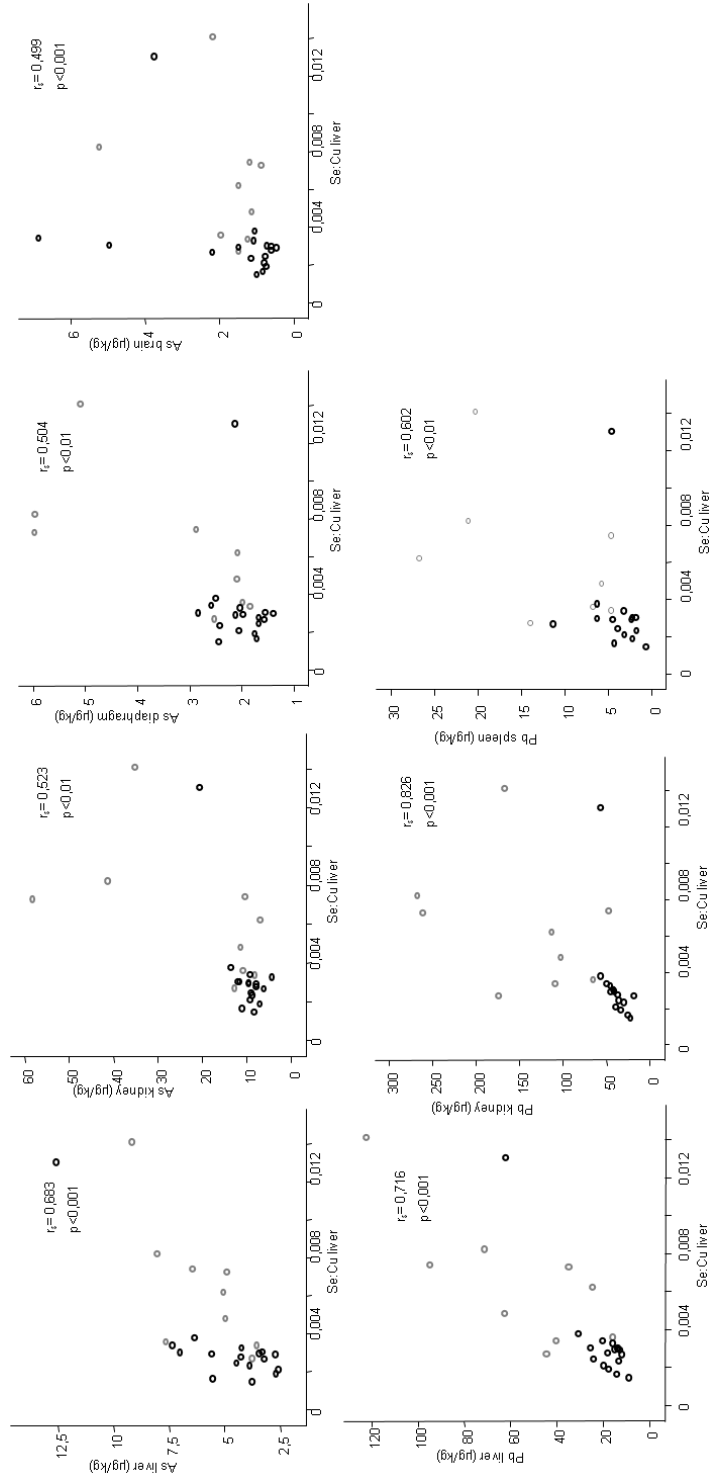 As liver (µg/kg)
12,5
10
7,5
5
2,5
rs= 0,683
p<0,001
0
0,004
0,008
0,012
Se:Cu liver
As kidney (µg/kg)
60
50
40
30
20
10
0
rs= 0,523
p<0,01
0
0,004
0,008
0,012
Se:Cu liver
As diaphragm (µg/kg)
6
5
4
3
2
1
rs= 0,504
p<0,01
0
0,004
0,008
0,012
Se:Cu liver
As brain (µg/kg)
6
4
2
0
rs= 0,499
p<0,001
0
0,004
0,008
0,012
Se:Cu liver
Pb liver (µg/kg)
120
100
80
60
40
20
0
rs= 0,716
p<0,001
0
0,004
0,008
0,012
Se:Cu liver
Pb kidney (µg/kg)
300
250
200
150
100
50
0
rs= 0,826
p<0,001
0
0,004
0,008
0,012
Se:Cu liver
Pb spleen (µg/kg)
30
25
20
15
10
5
0
rs= 0,602
p<0,01
0
0,004
0,008
0,012
Se:Cu liver